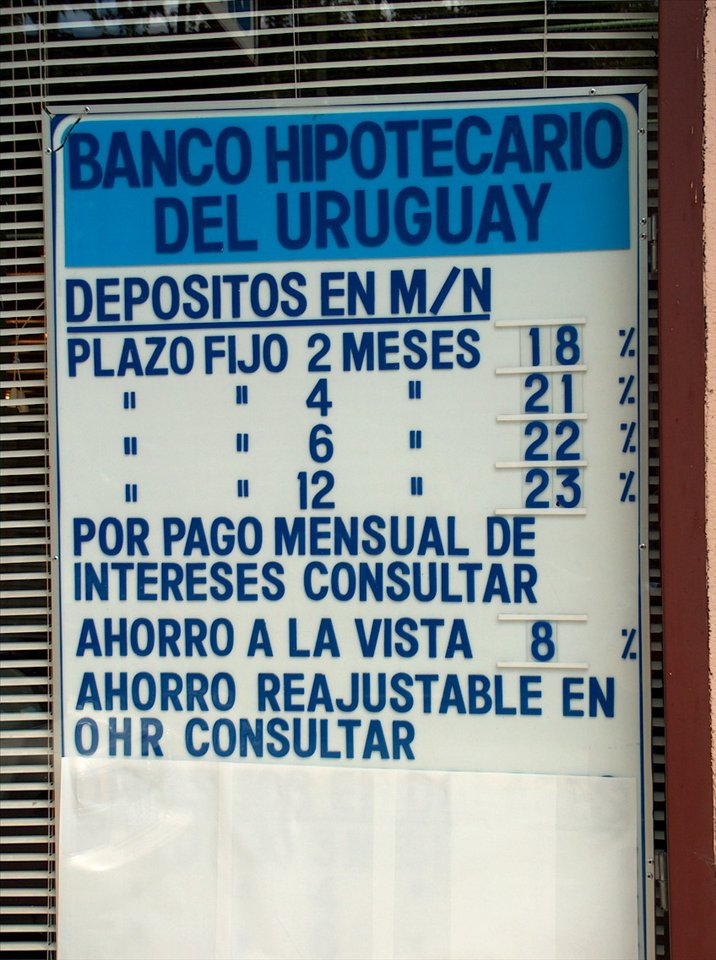 BANCO HIPOTECARIO
DEL URUGUAY
DEPOSITOS EN M/N
PLAZO FIJO 2 MESES 18 %
" " 4 " 21 %
" " 6 " 22 %
" " 12 " 23 %
POR PAGO MENSUAL DE
INTERESES CONSULTAR
AHORRO A LA VISTA 8 %
AHORRO REAJUSTABLE EN
OHR CONSULTAR